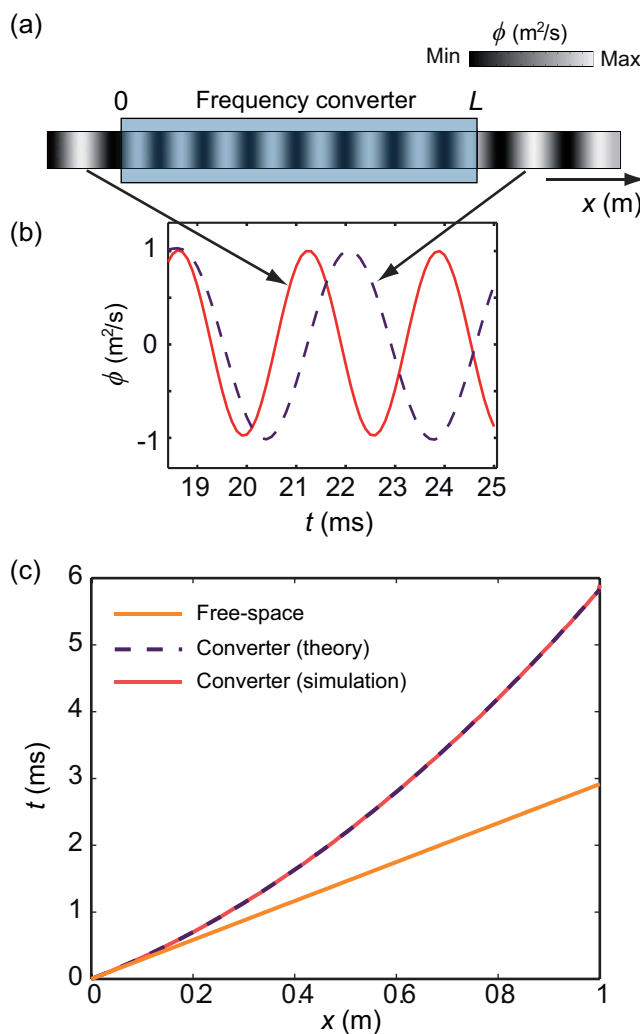 (a)
ϕ (m²/s)
Min Max
0 Frequency converter L
x (m)
(b)
1
0
-1
ϕ (m²/s)
19 20 21 22 23 24 25
t (ms)
(c)
6
5
4
3
2
1
0
t (ms)
Free-space
Converter (theory)
Converter (simulation)
0 0.2 0.4 0.6 0.8 1
x (m)